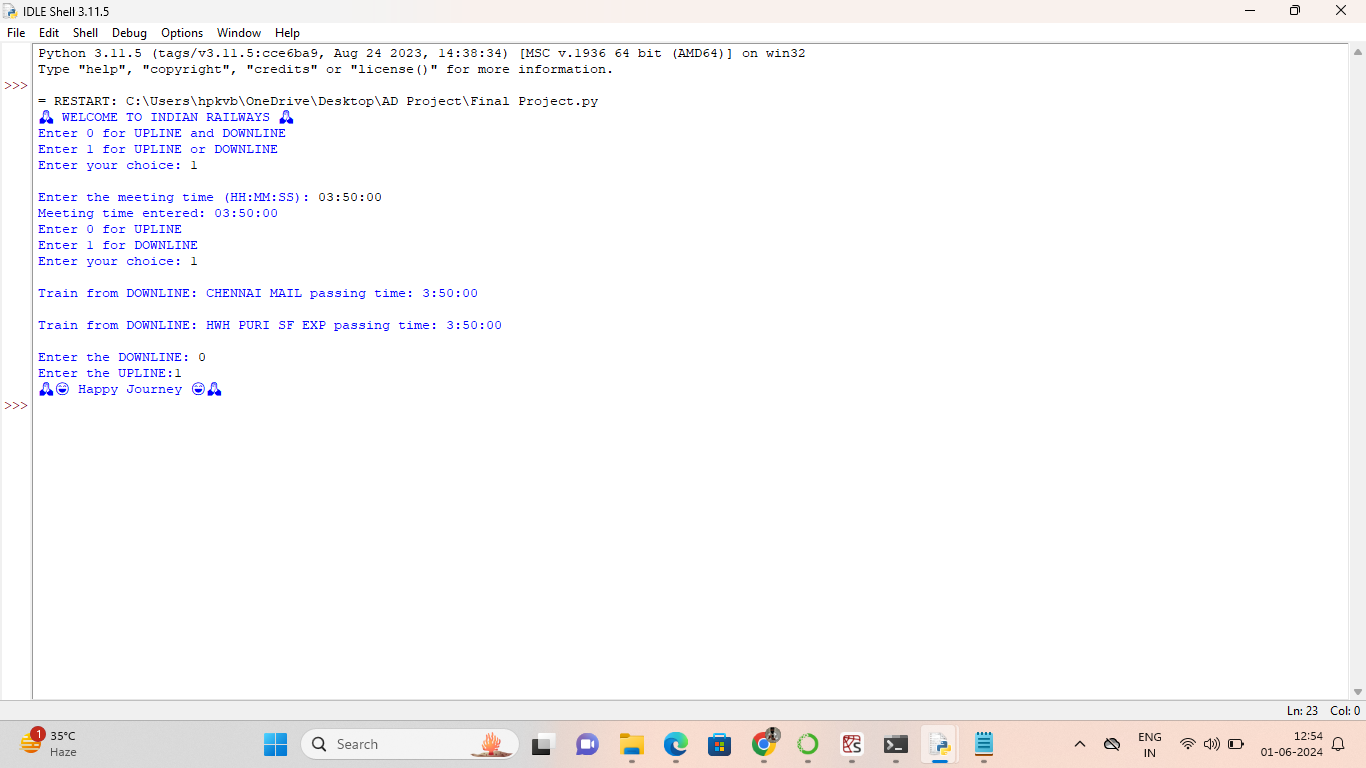 IDLE Shell 3.11.5
File Edit Shell Debug Options Window Help
Python 3.11.5 (tags/v3.11.5:cce6ba9, Aug 24 2023, 14:38:34) [MSC v.1936 64 bit (AMD64)] on win32
Type "help", "copyright", "credits" or "license()" for more information.
>>>
= RESTART: C:\Users\hpkvb\OneDrive\Desktop\AD Project\Final Project.py
🙏 WELCOME TO INDIAN RAILWAYS 🙏
Enter 0 for UPLINE and DOWNLINE
Enter 1 for UPLINE or DOWNLINE
Enter your choice: 1
Enter the meeting time (HH:MM:SS): 03:50:00
Meeting time entered: 03:50:00
Enter 0 for UPLINE
Enter 1 for DOWNLINE
Enter your choice: 1
Train from DOWNLINE: CHENNAI MAIL passing time: 3:50:00
Train from DOWNLINE: HWH PURI SF EXP passing time: 3:50:00
Enter the DOWNLINE: 0
Enter the UPLINE:1
🙏😄 Happy Journey 😄🙏
>>>
Ln: 23 Col: 0
1
35°C
Haze
Search
ENG
IN
12:54
01-06-2024